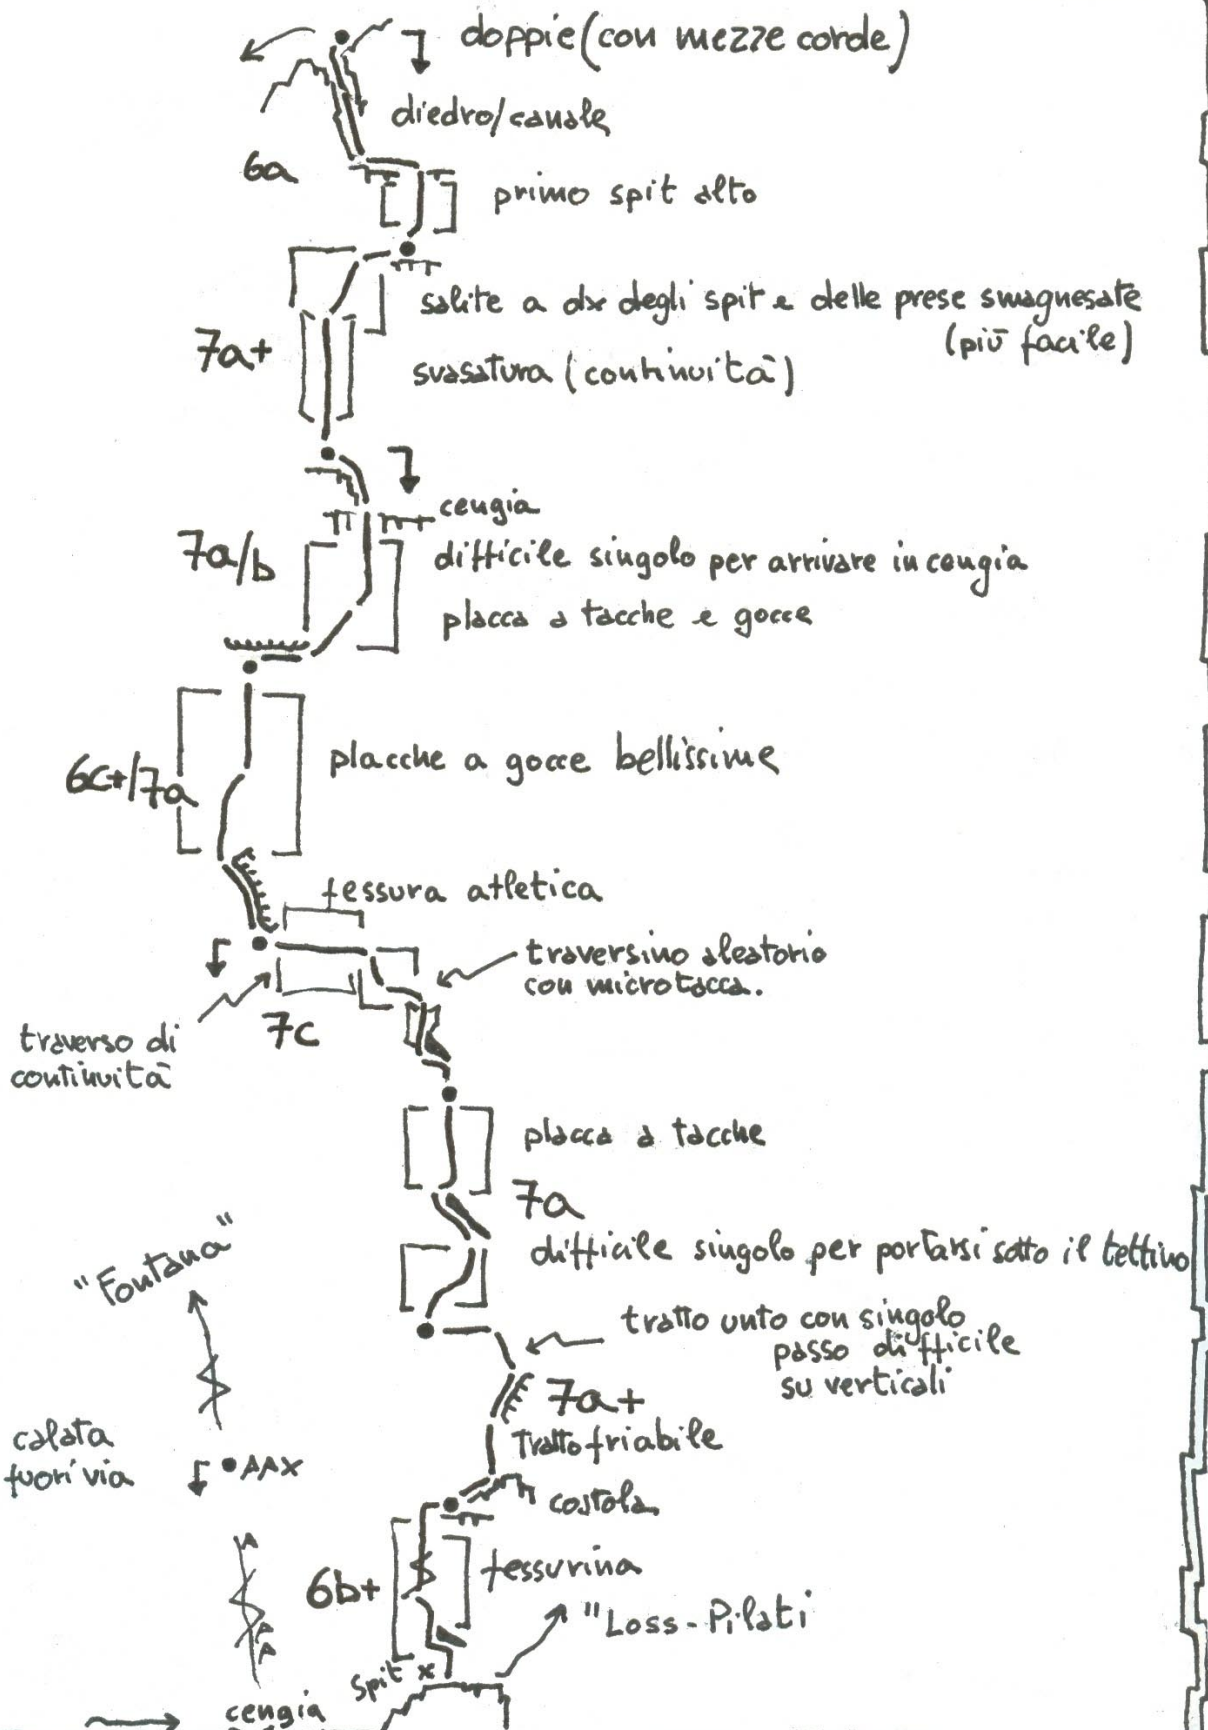 doppie (con mezze corde)
diedro/canale
6a
primo spit alto
salite a dx degli spit e delle prese smagnesate
(più facile)
7a+
svasatura (continuità)
cengia
7a/b
difficile singolo per arrivare in cengia
placca a tacche e gocce
placche a gocce bellissime
6c+/7a
fessura atletica
traversino aleatorio
con microtacca.
7c
traverso di
continuità
placca a tacche
7a
difficile singolo per portarsi sotto il tettino
"Fontana"
tratto unto con singolo
passo difficile
su verticali
7a+
Tratto friabile
calata
fuori via
AAX
costola
A
fessurina
6b+
"Loss-Pilati
A
A
spit x
cengia